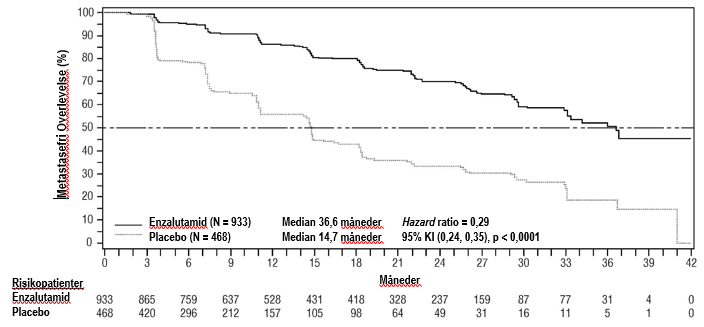 100
90
80
70
60
50
40
30
20
10
0
Metastasefri Overlevelse (%)
Enzalutamid (N = 933) Median 36,6 måneder Hazard ratio = 0,29
Placebo (N = 468) Median 14,7 måneder 95% KI (0,24, 0,35), p < 0,0001
0 3 6 9 12 15 18 21 24 27 30 33 36 39 42
Måneder
Risikopatienter
Enzalutamid 933 865 759 637 528 431 418 328 237 159 87 77 31 4 0
Placebo 468 420 296 212 157 105 98 64 49 31 16 11 5 1 0